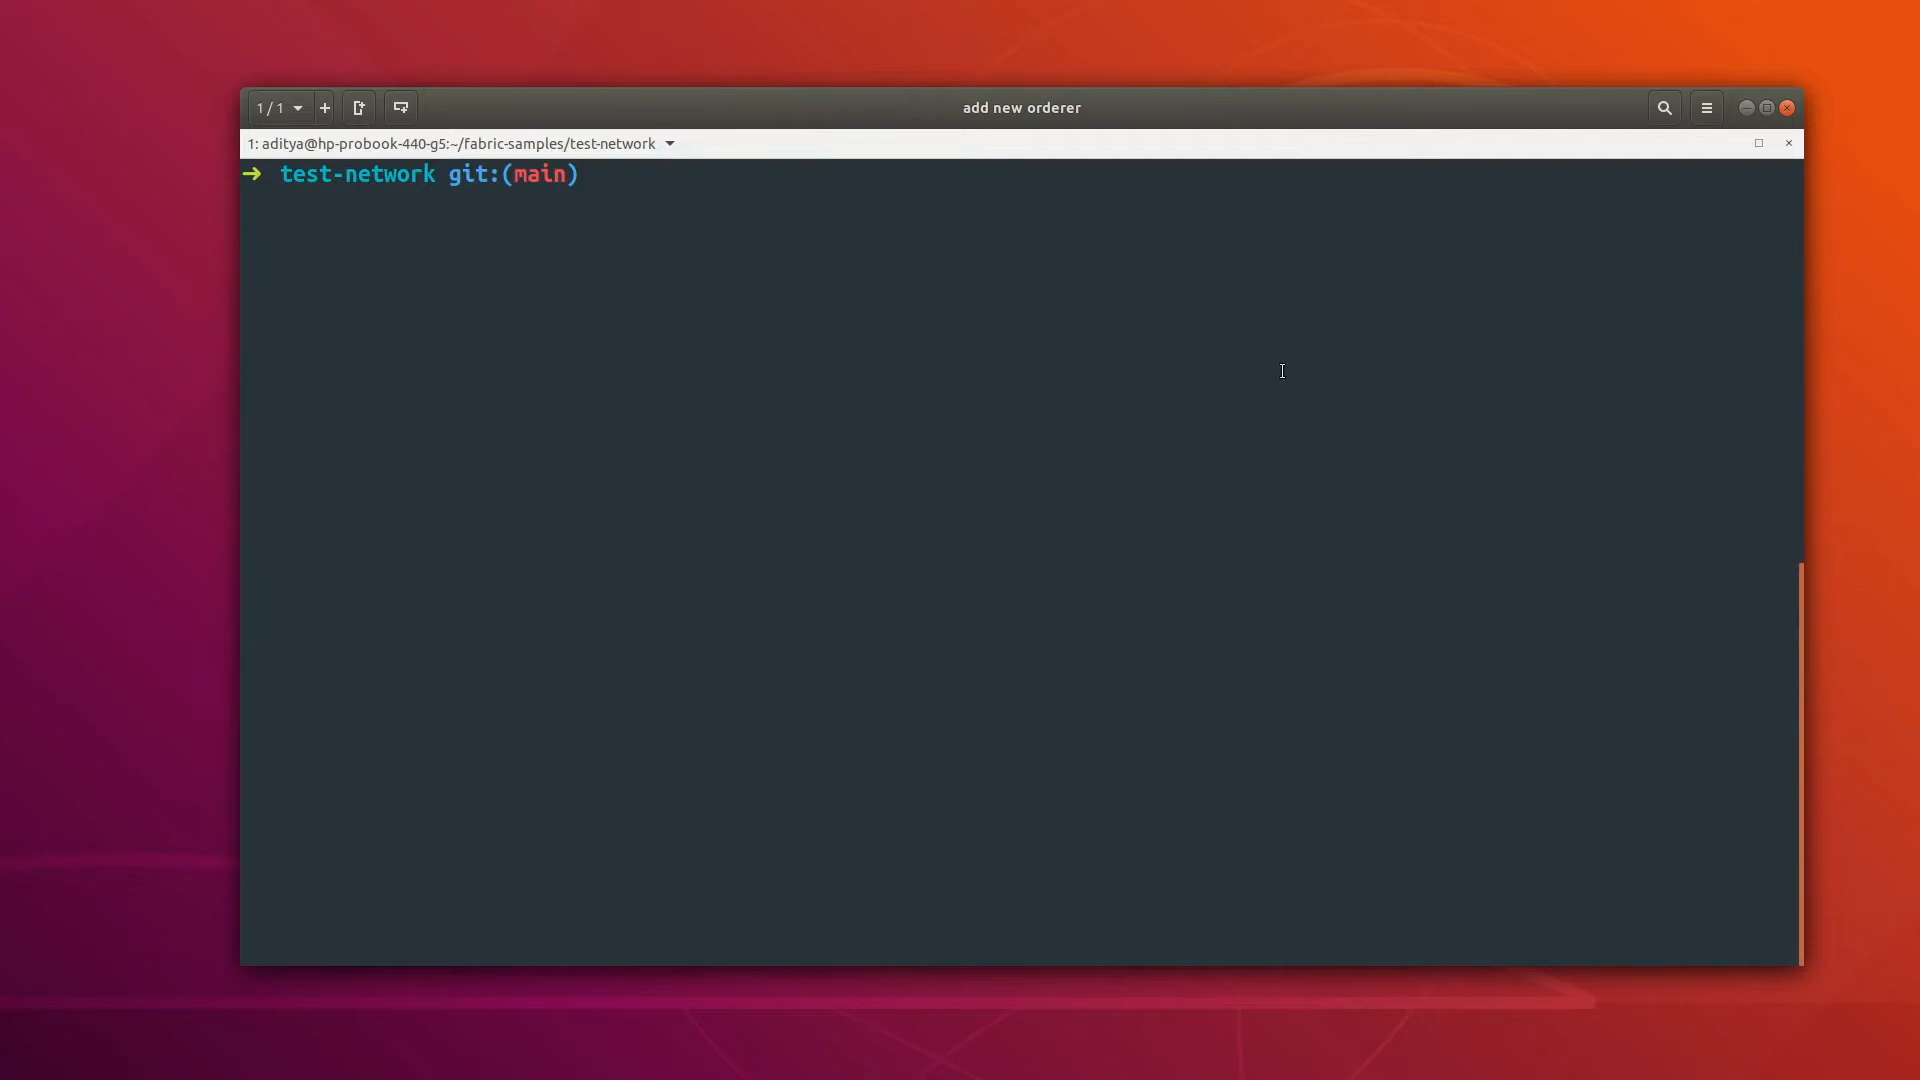 1 / 1
add new orderer
1: aditya@hp-probook-440-g5:~/fabric-samples/test-network
➜ test-network git:(main)